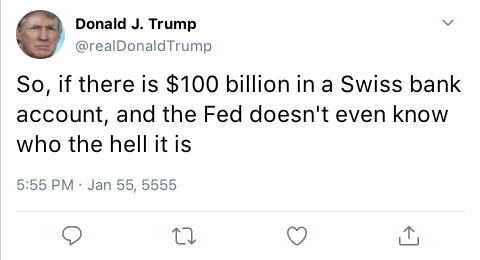 Donald J. Trump
@realDonaldTrump
So, if there is $100 billion in a Swiss bank
account, and the Fed doesn't even know
who the hell it is
5:55 PM · Jan 55, 5555